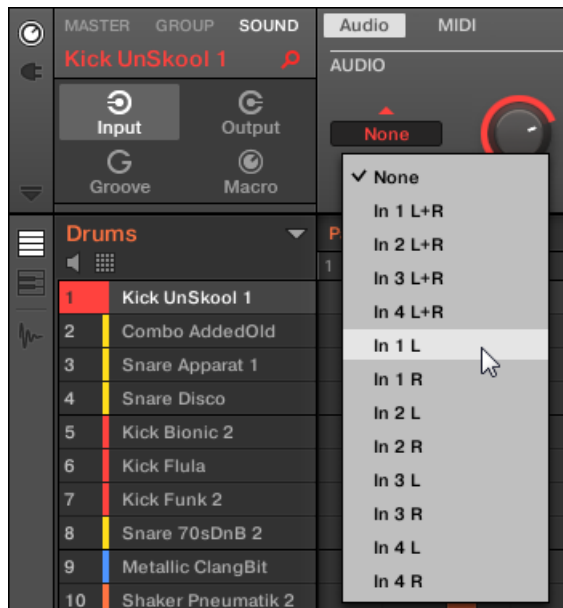 MASTER GROUP SOUND
Kick UnSkool 1
Input Output
Groove Macro
Audio MIDI
AUDIO
None
✓ None
In 1 L+R
In 2 L+R
In 3 L+R
In 4 L+R
In 1 L
In 1 R
In 2 L
In 2 R
In 3 L
In 3 R
In 4 L
In 4 R
Drums
1 Kick UnSkool 1
2 Combo AddedOld
3 Snare Apparat 1
4 Snare Disco
5 Kick Bionic 2
6 Kick Flula
7 Kick Funk 2
8 Snare 70sDnB 2
9 Metallic ClangBit
10 Shaker Pneumatik 2
1